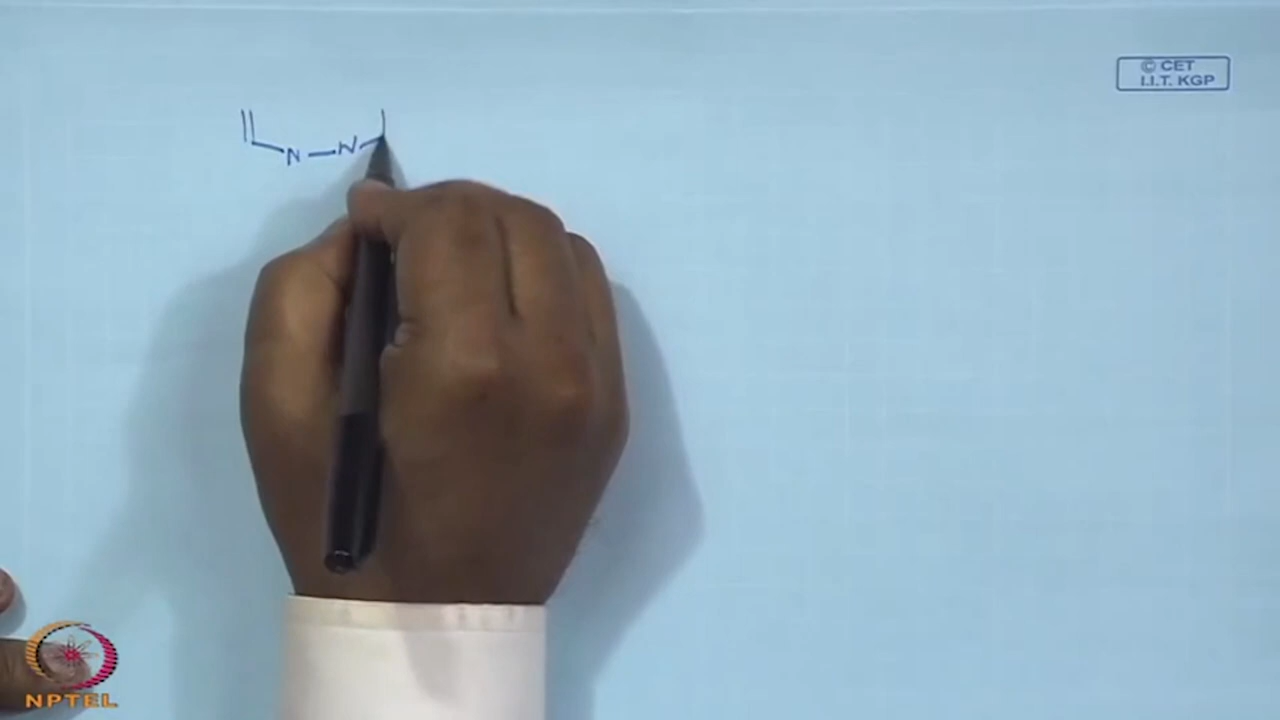 © CET
I.I.T. KGP
N — N
NPTEL